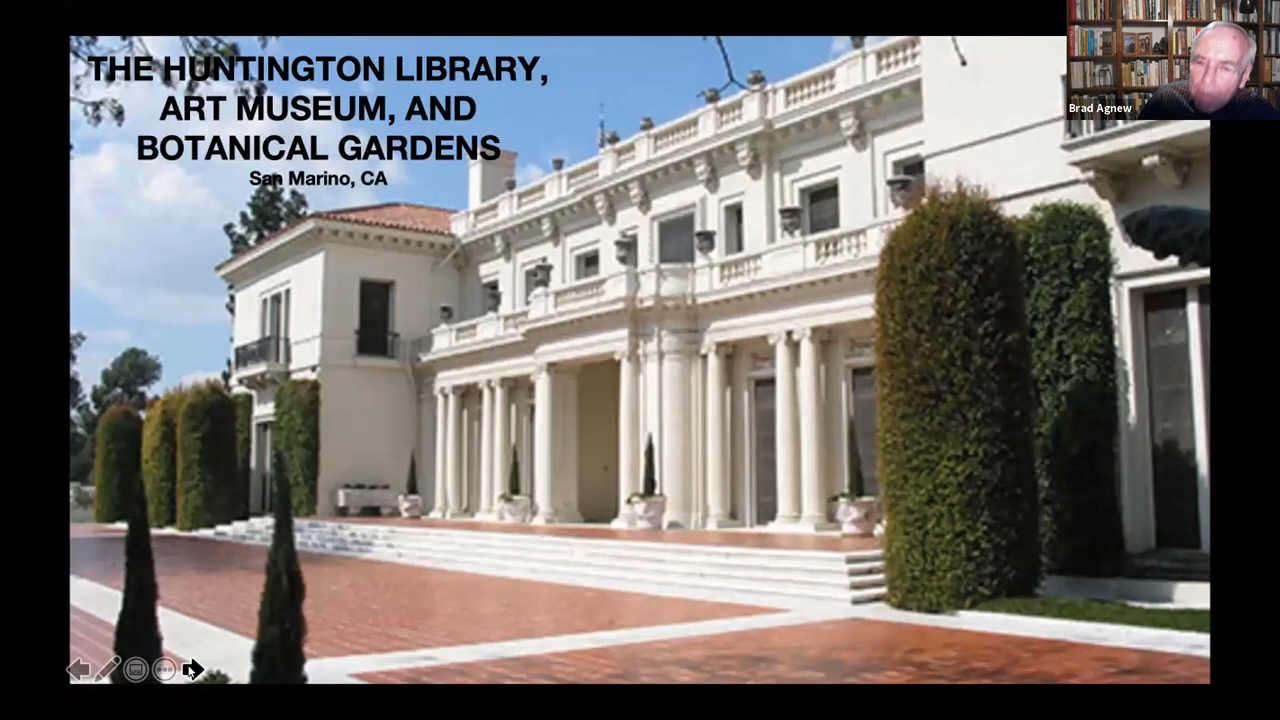 THE HUNTINGTON LIBRARY,
ART MUSEUM, AND
BOTANICAL GARDENS
San Marino, CA
Brad Agnew